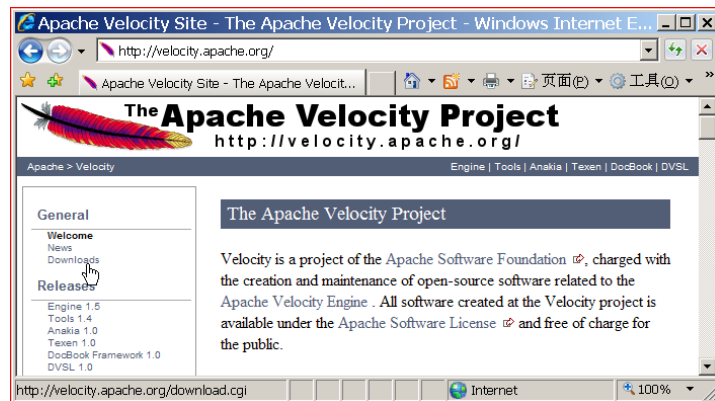 Apache Velocity Site - The Apache Velocity Project - Windows Internet E...
http://velocity.apache.org/
Apache Velocity Site - The Apache Velocit...
页面(P)
工具(O)
»
The Apache Velocity Project
http://velocity.apache.org/
Apache > Velocity
Engine | Tools | Anakia | Texen | DocBook | DVSL
General
Welcome
News
Downloads
Releases
Engine 1.5
Tools 1.4
Anakia 1.0
Texen 1.0
DocBook Framework 1.0
DVSL 1.0
The Apache Velocity Project
Velocity is a project of the Apache Software Foundation , charged with
the creation and maintenance of open-source software related to the
Apache Velocity Engine . All software created at the Velocity project is
available under the Apache Software License and free of charge for
the public.
http://velocity.apache.org/download.cgi
Internet
100%